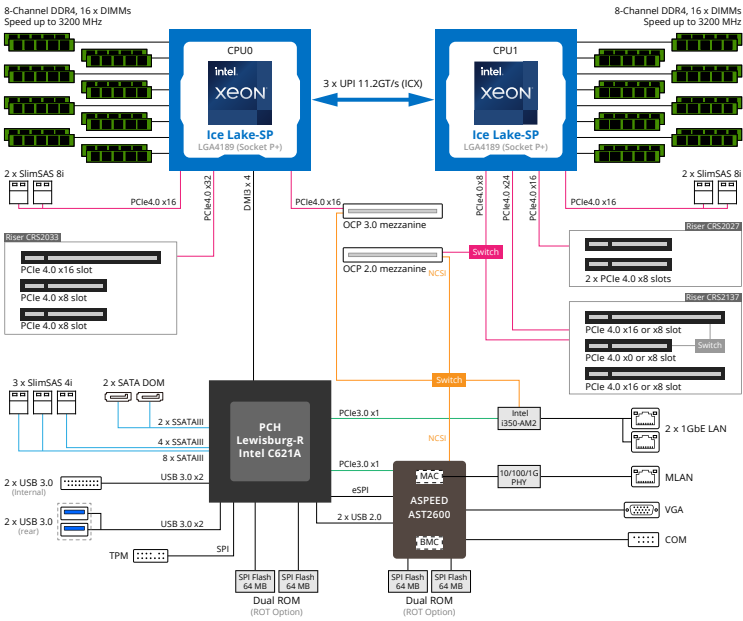 8-Channel DDR4, 16 x DIMMs
Speed up to 3200 MHz
8-Channel DDR4, 16 x DIMMs
Speed up to 3200 MHz
CPU0
intel.
XEON
Ice Lake-SP
LGA4189 (Socket P+)
3 x UPI 11.2GT/s (ICX)
CPU1
intel.
XEON
Ice Lake-SP
LGA4189 (Socket P+)
2 x SlimSAS 8i
PCIe4.0 x16
PCIe4.0 x32
DMI3 x 4
PCIe4.0 x16
PCIe4.0 x8
PCIe4.0 x24
PCIe4.0 x16
PCIe4.0 x16
2 x SlimSAS 8i
OCP 3.0 mezzanine
OCP 2.0 mezzanine
NCSI
Switch
Riser CRS2033
PCIe 4.0 x16 slot
PCIe 4.0 x8 slot
PCIe 4.0 x8 slot
Riser CRS2027
2 x PCIe 4.0 x8 slots
Riser CRS2137
PCIe 4.0 x16 or x8 slot
Switch
PCIe 4.0 x0 or x8 slot
PCIe 4.0 x16 or x8 slot
3 x SlimSAS 4i
2 x SATA DOM
2 x SSATAIII
4 x SSATAIII
8 x SATAIII
PCH
Lewisburg-R
Intel C621A
Switch
PCIe3.0 x1
Intel
i350-AM2
2 x 1GbE LAN
NCSI
PCIe3.0 x1
2 x USB 3.0
(Internal)
USB 3.0 x2
eSPI
2 x USB 2.0
MAC
ASPEED
AST2600
BMC
10/100/1G
PHY
MLAN
VGA
COM
2 x USB 3.0
(rear)
USB 3.0 x2
TPM
SPI
SPI Flash
64 MB
SPI Flash
64 MB
Dual ROM
(ROT Option)
SPI Flash
64 MB
SPI Flash
64 MB
Dual ROM
(ROT Option)